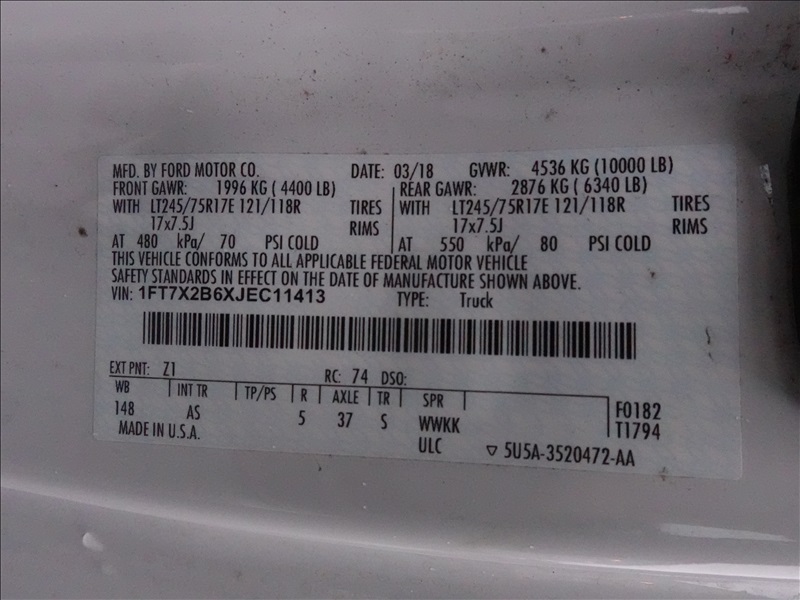 MFD. BY FORD MOTOR CO. DATE: 03/18 GVWR: 4536 KG (10000 LB)
FRONT GAWR: 1996 KG ( 4400 LB) REAR GAWR: 2876 KG ( 6340 LB)
WITH LT245/75R17E 121/118R TIRES WITH LT245/75R17E 121/118R TIRES
17x7.5J RIMS 17x7.5J RIMS
AT 480 kPa/ 70 PSI COLD AT 550 kPa/ 80 PSI COLD
THIS VEHICLE CONFORMS TO ALL APPLICABLE FEDERAL MOTOR VEHICLE
SAFETY STANDARDS IN EFFECT ON THE DATE OF MANUFACTURE SHOWN ABOVE.
VIN: 1FT7X2B6XJEC11413 TYPE: Truck
EXT PNT: Z1 RC: 74 DSO:
WB INT TR TP/PS R AXLE TR SPR F0182
148 AS 5 37 S WWKK T1794
MADE IN U.S.A. ULC ▽ 5U5A-3520472-AA